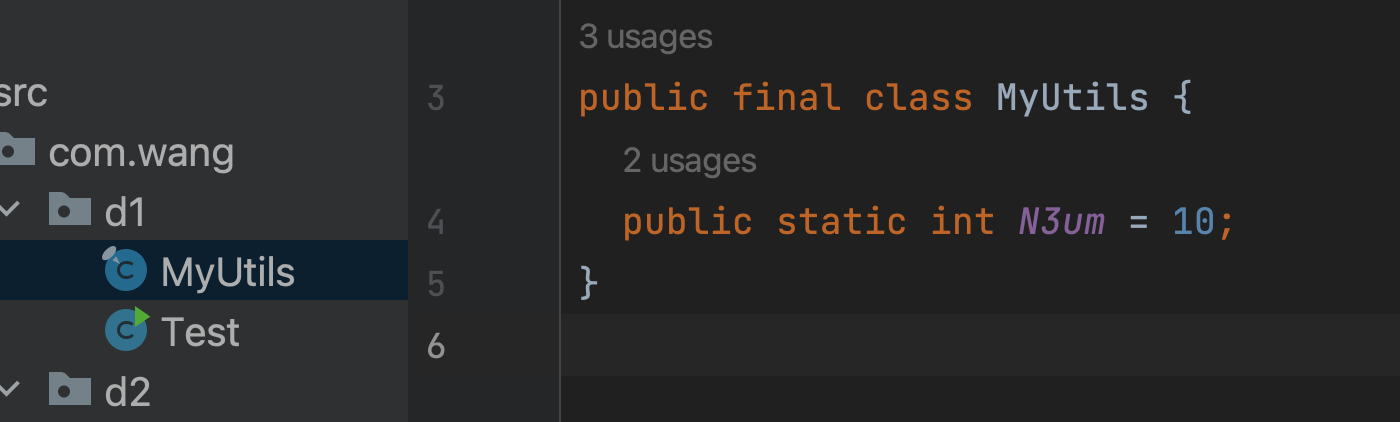 src
com.wang
d1
MyUtils
Test
d2
3 usages
3 public final class MyUtils {
2 usages
4 public static int N3um = 10;
5 }
6